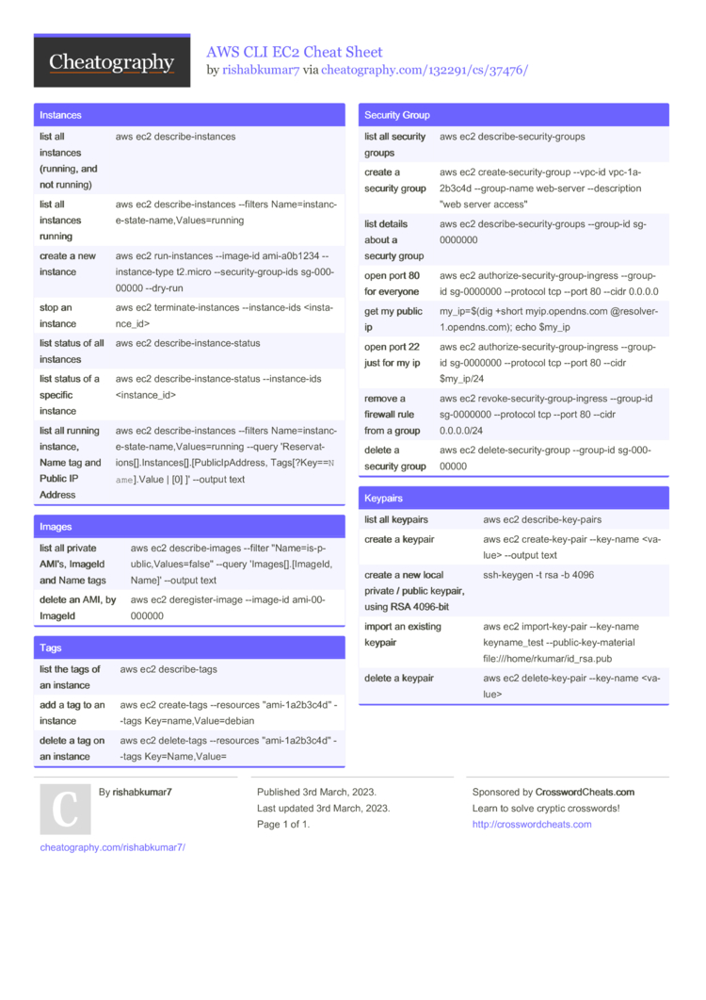 Cheatography
AWS CLI EC2 Cheat Sheet
by rishabkumar7 via cheatography.com/132291/cs/37476/
Instances
list all
instances
(running, and
not running)
aws ec2 describe-instances
list all
instances
running
aws ec2 describe-instances --filters Name=instanc-
e-state-name,Values=running
create a new
instance
aws ec2 run-instances --image-id ami-a0b1234 --
instance-type t2.micro --security-group-ids sg-000-
00000 --dry-run
stop an
instance
aws ec2 terminate-instances --instance-ids <insta-
nce_id>
list status of all
instances
aws ec2 describe-instance-status
list status of a
specific
instance
aws ec2 describe-instance-status --instance-ids
<instance_id>
list all running
instance,
Name tag and
Public IP
Address
aws ec2 describe-instances --filters Name=instanc-
e-state-name,Values=running --query 'Reservat-
ions[].Instances[].[PublicIpAddress, Tags[?Key==N
ame].Value | [0] ]' --output text
Images
list all private
AMI's, ImageId
and Name tags
aws ec2 describe-images --filter "Name=is-p-
ublic,Values=false" --query 'Images[].[ImageId,
Name]' --output text
delete an AMI, by
ImageId
aws ec2 deregister-image --image-id ami-00-
000000
Tags
list the tags of
an instance
aws ec2 describe-tags
add a tag to an
instance
aws ec2 create-tags --resources "ami-1a2b3c4d" -
-tags Key=name,Value=debian
delete a tag on
an instance
aws ec2 delete-tags --resources "ami-1a2b3c4d" -
-tags Key=Name,Value=
Security Group
list all security
groups
aws ec2 describe-security-groups
create a
security group
aws ec2 create-security-group --vpc-id vpc-1a-
2b3c4d --group-name web-server --description
"web server access"
list details
about a
securty group
aws ec2 describe-security-groups --group-id sg-
0000000
open port 80
for everyone
aws ec2 authorize-security-group-ingress --group-
id sg-0000000 --protocol tcp --port 80 --cidr 0.0.0.0
get my public
ip
my_ip=$(dig +short myip.opendns.com @resolver-
1.opendns.com); echo $my_ip
open port 22
just for my ip
aws ec2 authorize-security-group-ingress --group-
id sg-0000000 --protocol tcp --port 80 --cidr
$my_ip/24
remove a
firewall rule
from a group
aws ec2 revoke-security-group-ingress --group-id
sg-0000000 --protocol tcp --port 80 --cidr
0.0.0.0/24
delete a
security group
aws ec2 delete-security-group --group-id sg-000-
00000
Keypairs
list all keypairs
aws ec2 describe-key-pairs
create a keypair
aws ec2 create-key-pair --key-name <va-
lue> --output text
create a new local
private / public keypair,
using RSA 4096-bit
ssh-keygen -t rsa -b 4096
import an existing
keypair
aws ec2 import-key-pair --key-name
keyname_test --public-key-material
file:///home/rkumar/id_rsa.pub
delete a keypair
aws ec2 delete-key-pair --key-name <va-
lue>
C
By rishabkumar7
cheatography.com/rishabkumar7/
Published 3rd March, 2023.
Last updated 3rd March, 2023.
Page 1 of 1.
Sponsored by CrosswordCheats.com
Learn to solve cryptic crosswords!
http://crosswordcheats.com